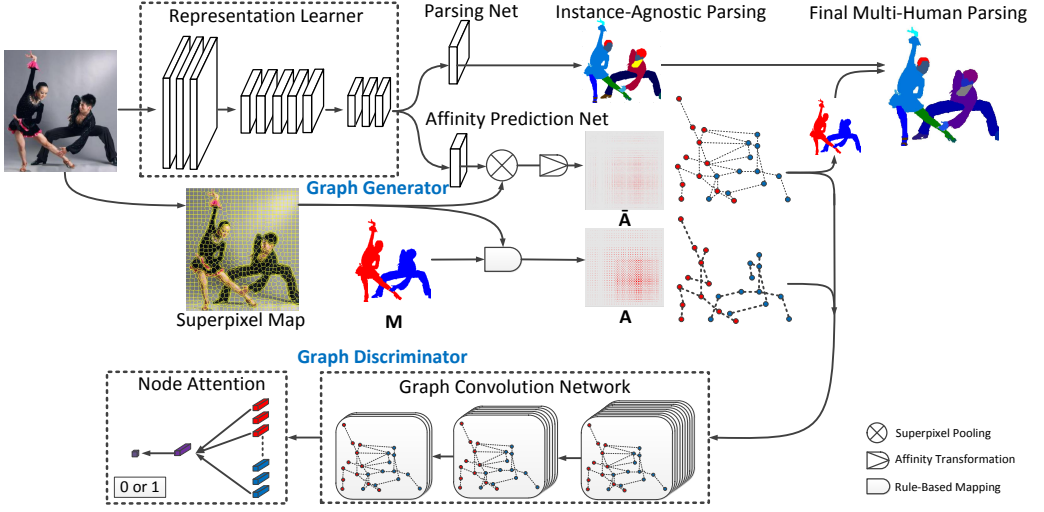 Representation Learner
Parsing Net
Instance-Agnostic Parsing
Final Multi-Human Parsing
Affinity Prediction Net
Graph Generator
Ā
Superpixel Map
M
A
Graph Discriminator
Node Attention
Graph Convolution Network
0 or 1
Superpixel Pooling
Affinity Transformation
Rule-Based Mapping